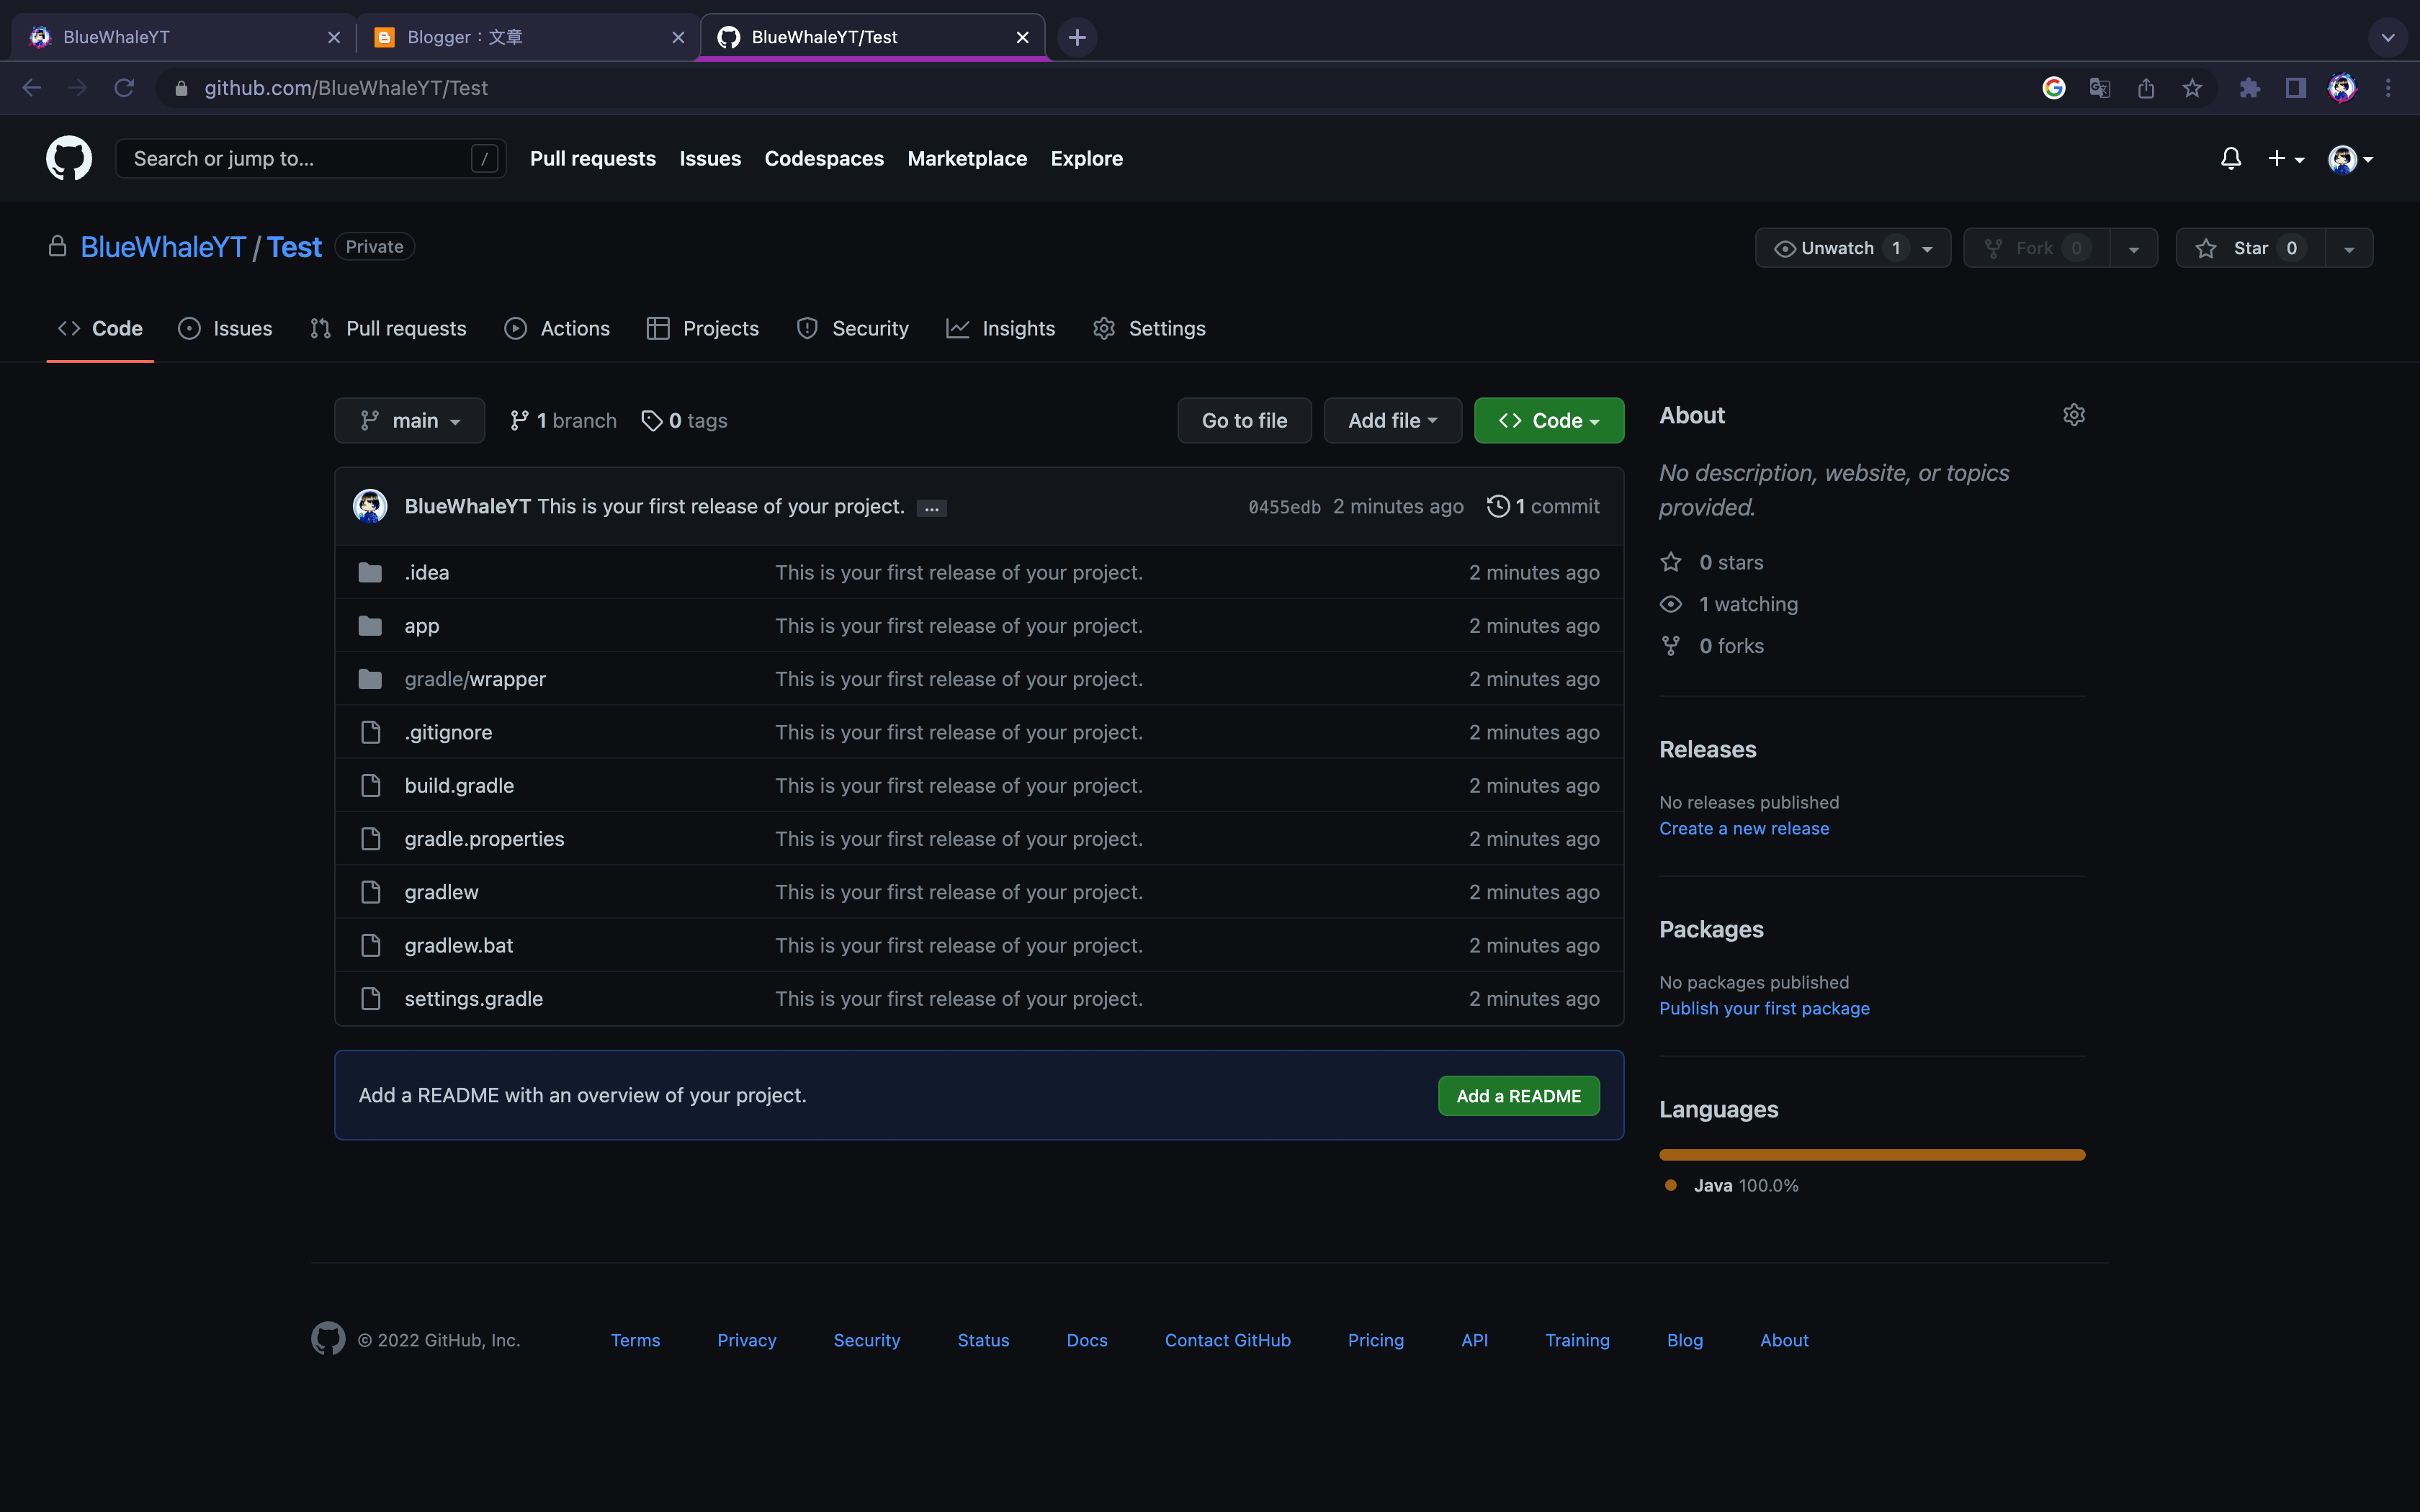 BlueWhaleYT
Blogger：文章
BlueWhaleYT/Test
github.com/BlueWhaleYT/Test
Search or jump to... /
Pull requests Issues Codespaces Marketplace Explore
BlueWhaleYT / Test Private
Unwatch 1 Fork 0 Star 0
Code Issues Pull requests Actions Projects Security Insights Settings
main 1 branch 0 tags Go to file Add file Code
BlueWhaleYT This is your first release of your project. ... 0455edb 2 minutes ago 1 commit
.idea This is your first release of your project. 2 minutes ago
app This is your first release of your project. 2 minutes ago
gradle/wrapper This is your first release of your project. 2 minutes ago
.gitignore This is your first release of your project. 2 minutes ago
build.gradle This is your first release of your project. 2 minutes ago
gradle.properties This is your first release of your project. 2 minutes ago
gradlew This is your first release of your project. 2 minutes ago
gradlew.bat This is your first release of your project. 2 minutes ago
settings.gradle This is your first release of your project. 2 minutes ago
Add a README with an overview of your project. Add a README
About
No description, website, or topics
provided.
0 stars
1 watching
0 forks
Releases
No releases published
Create a new release
Packages
No packages published
Publish your first package
Languages
Java 100.0%
© 2022 GitHub, Inc. Terms Privacy Security Status Docs Contact GitHub Pricing API Training Blog About